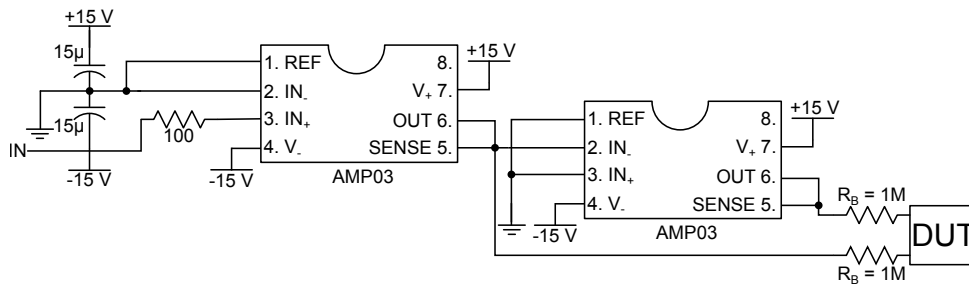 +15 V
15µ
15µ
IN
100
-15 V
1. REF
2. IN-
3. IN+
4. V-
8.
V+ 7.
OUT 6.
SENSE 5.
+15 V
-15 V
AMP03
1. REF
2. IN-
3. IN+
4. V-
8.
V+ 7.
OUT 6.
SENSE 5.
+15 V
-15 V
AMP03
RB = 1M
RB = 1M
DUT